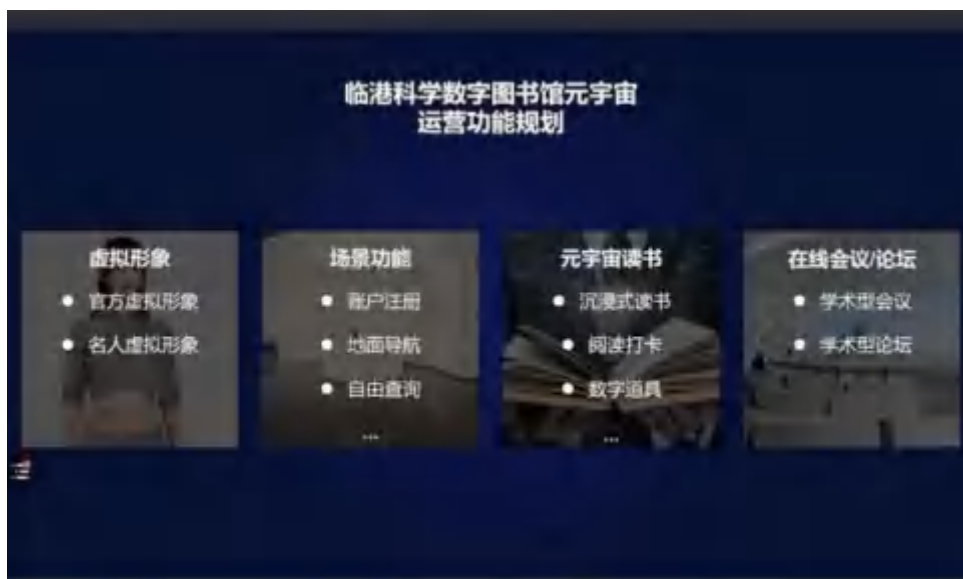 临港科学数字图书馆元宇宙
运营功能规划
虚拟形象
● 官方虚拟形象
● 名人虚拟形象
场景功能
● 账户注册
● 地面导航
● 自由查询
...
元宇宙读书
● 沉浸式读书
● 阅读打卡
● 数字道具
...
在线会议/论坛
● 学术型会议
● 学术型论坛